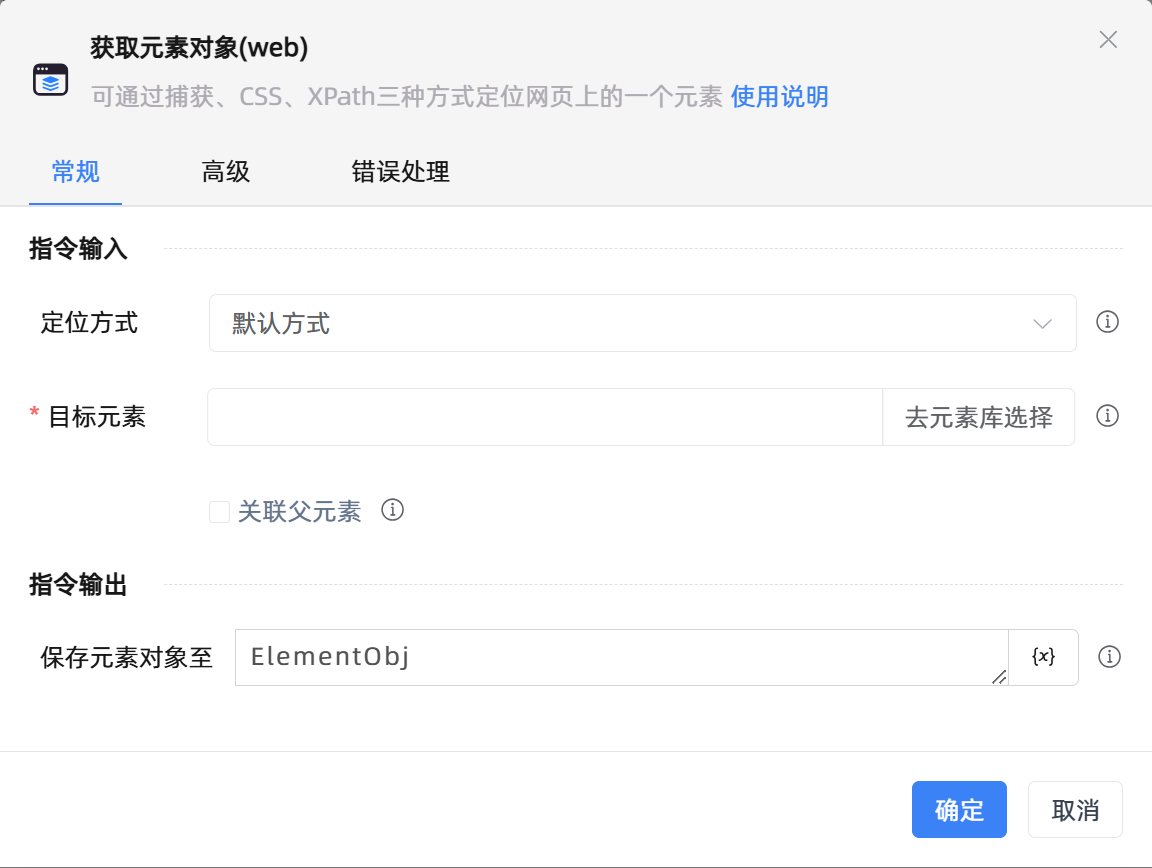 获取元素对象(web)
可通过捕获、CSS、XPath三种方式定位网页上的一个元素 使用说明
常规 高级 错误处理
指令输入
定位方式 默认方式
* 目标元素 去元素库选择
关联父元素
指令输出
保存元素对象至 ElementObj {x}
确定 取消